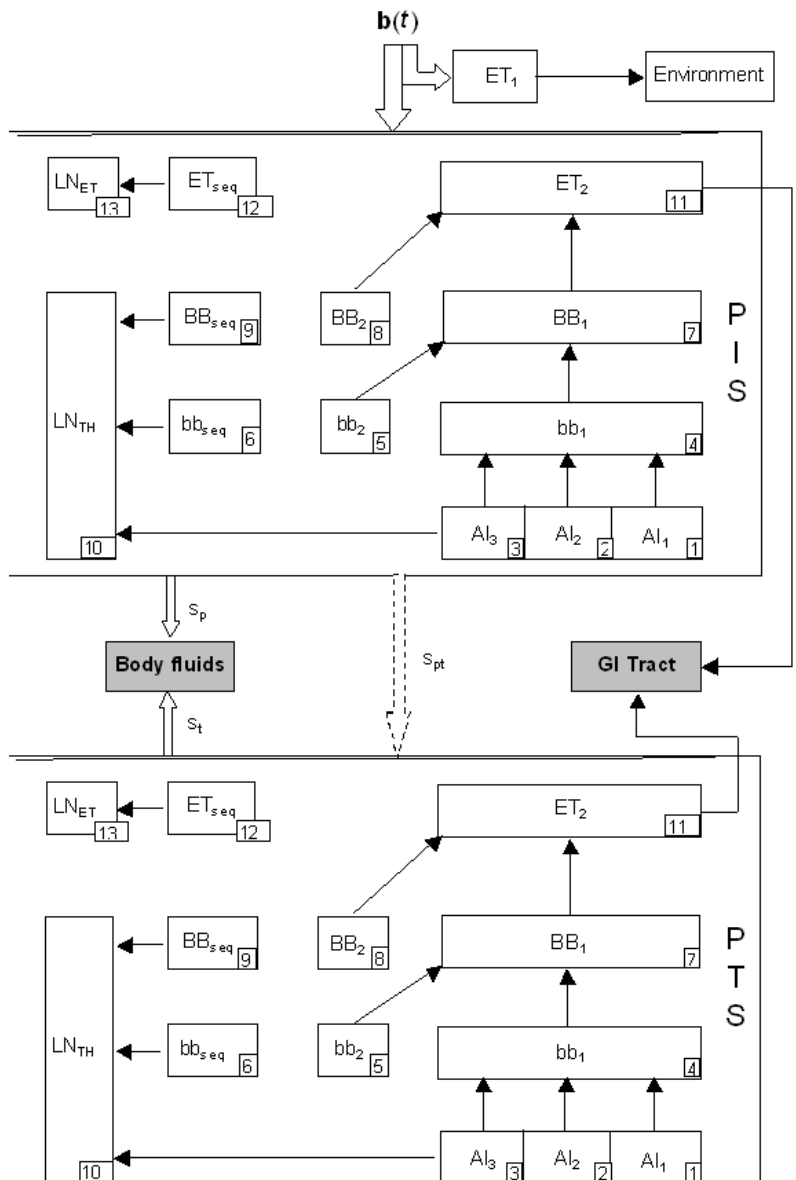 b(t)
ET1
Environment
LNET
13
ETseq
12
ET2
11
LNTH
10
BBseq
9
BB2
8
BB1
7
bbseq
6
bb2
5
bb1
4
AI3
3
AI2
2
AI1
1
P
I
S
sp
Body fluids
st
spt
GI Tract
LNET
13
ETseq
12
ET2
11
LNTH
10
BBseq
9
BB2
8
BB1
7
bbseq
6
bb2
5
bb1
4
AI3
3
AI2
2
AI1
1
P
T
S